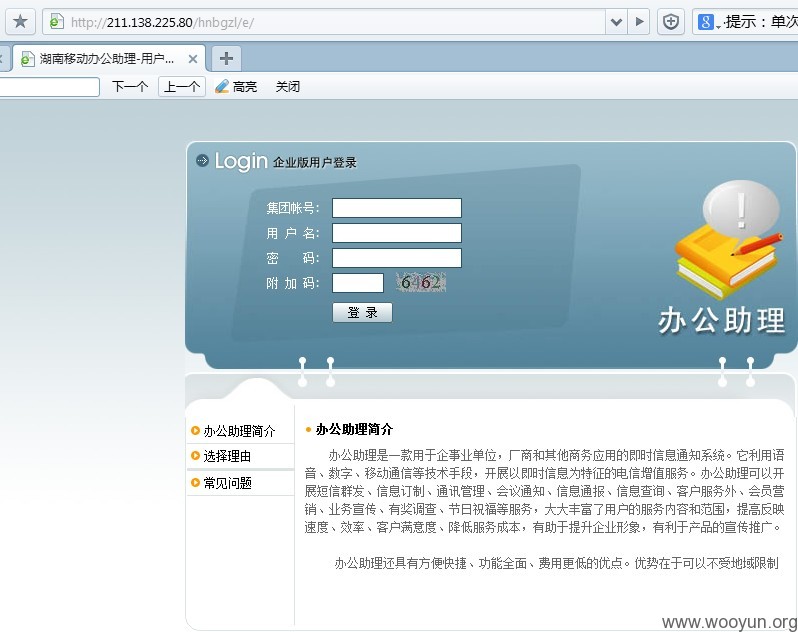 http://211.138.225.80/hnbgzl/e/
提示：单次
湖南移动办公助理-用户...
下一个 上一个 高亮 关闭
Login 企业版用户登录
集团帐号：
用户名：
密码：
附加码： 6462
登录
办公助理
办公助理简介
选择理由
常见问题
办公助理简介
办公助理是一款用于企事业单位，厂商和其他商务应用的即时信息通知系统。它利用语
音、数字、移动通信等技术手段，开展以即时信息为特征的电信增值服务。办公助理可以开
展短信群发、信息订制、通讯管理、会议通知、信息通报、信息查询、客户服务外、会员营
销、业务宣传、有奖调查、节日祝福等服务，大大丰富了用户的服务内容和范围，提高反映
速度、效率、客户满意度、降低服务成本，有助于提升企业形象，有利于产品的宣传推广。
办公助理还具有方便快捷、功能全面、费用更低的优点。优势在于可以不受地域限制
www.wooyun.org